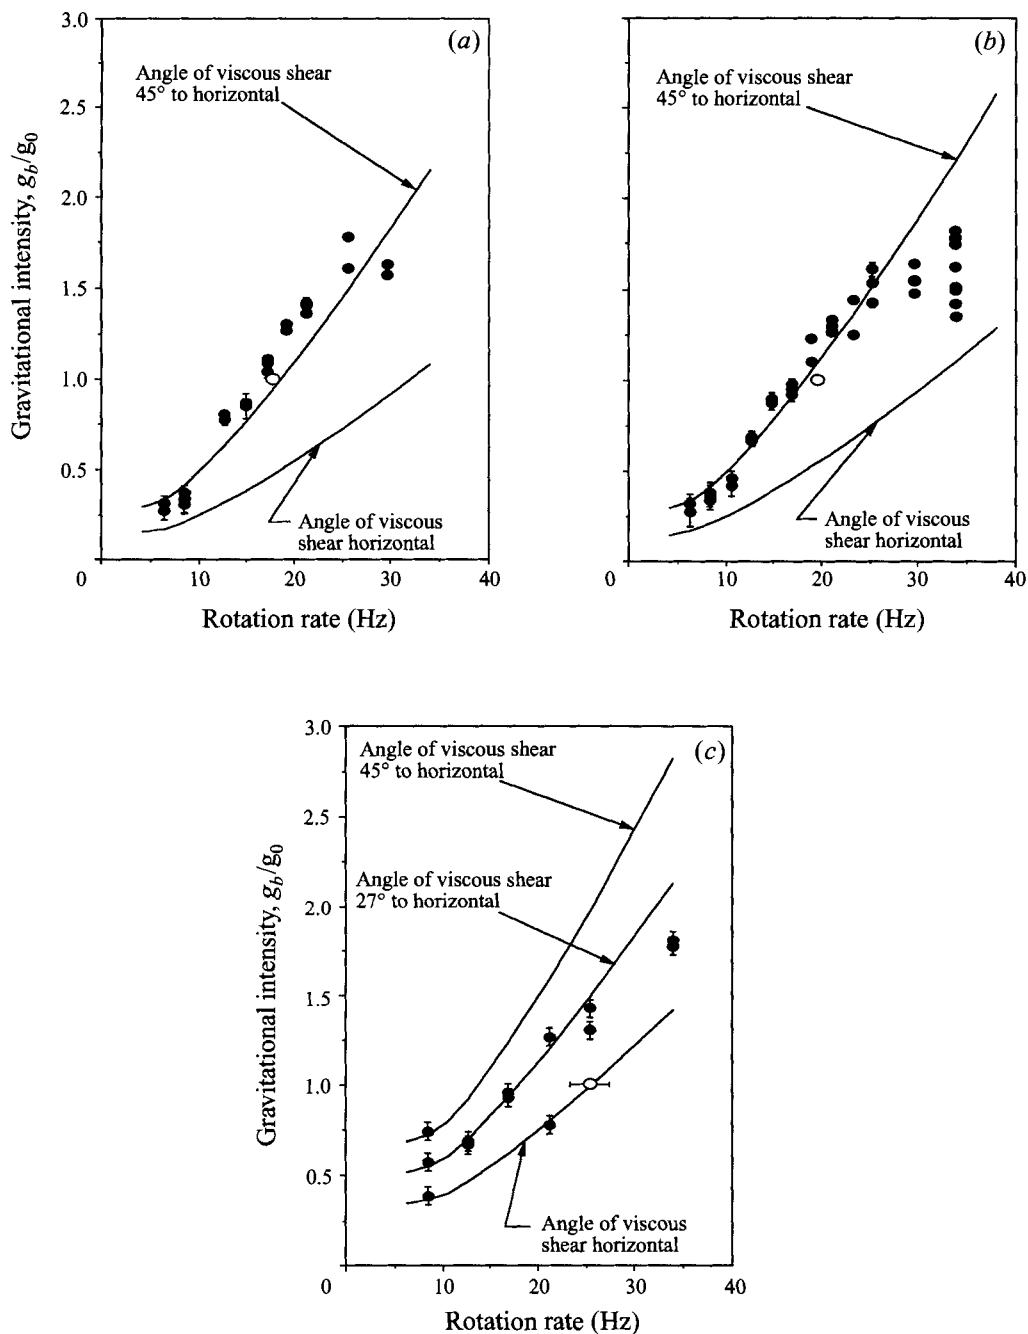 3.0
(a)
Angle of viscous shear
45° to horizontal
2.5
2.0
1.5
1.0
0.5
Gravitational intensity, g_b/g_0
Angle of viscous
shear horizontal
0
10
20
30
40
Rotation rate (Hz)
(b)
Angle of viscous shear
45° to horizontal
Angle of viscous
shear horizontal
0
10
20
30
40
Rotation rate (Hz)
3.0
(c)
Angle of viscous shear
45° to horizontal
2.5
Angle of viscous shear
27° to horizontal
2.0
1.5
1.0
0.5
Gravitational intensity, g_b/g_0
Angle of viscous
shear horizontal
0
10
20
30
40
Rotation rate (Hz)